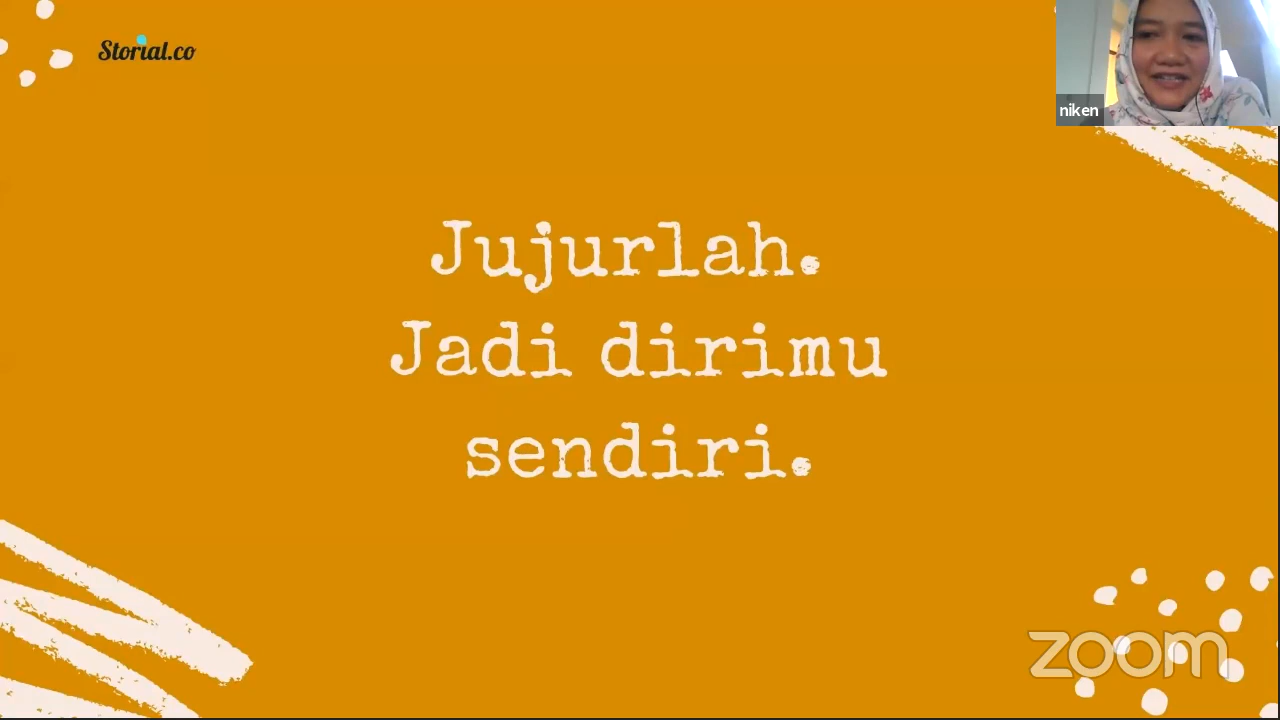 Storial.co
niken
Jujurlah.
Jadi dirimu
sendiri.
zoom